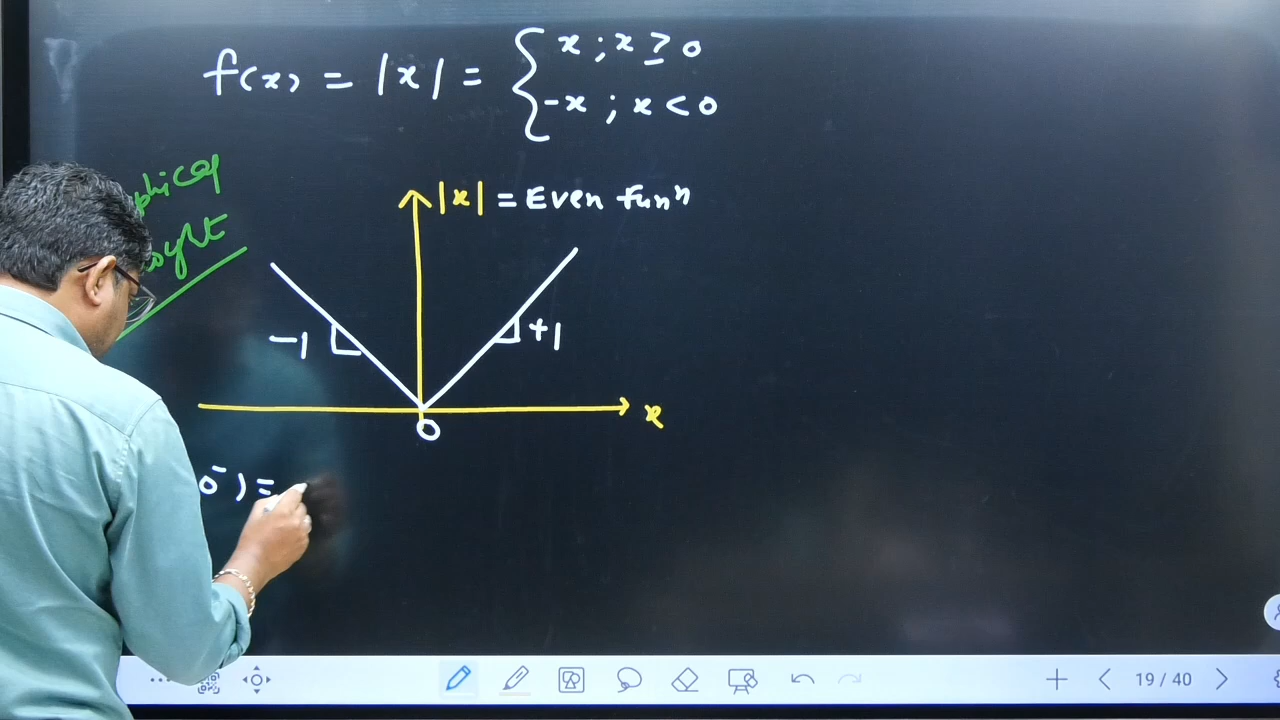 f(x) = |x| = { x ; x ≥ 0
-x ; x < 0
|x| = Even funⁿ
-1
+1
x
0
0⁻) =
19 / 40